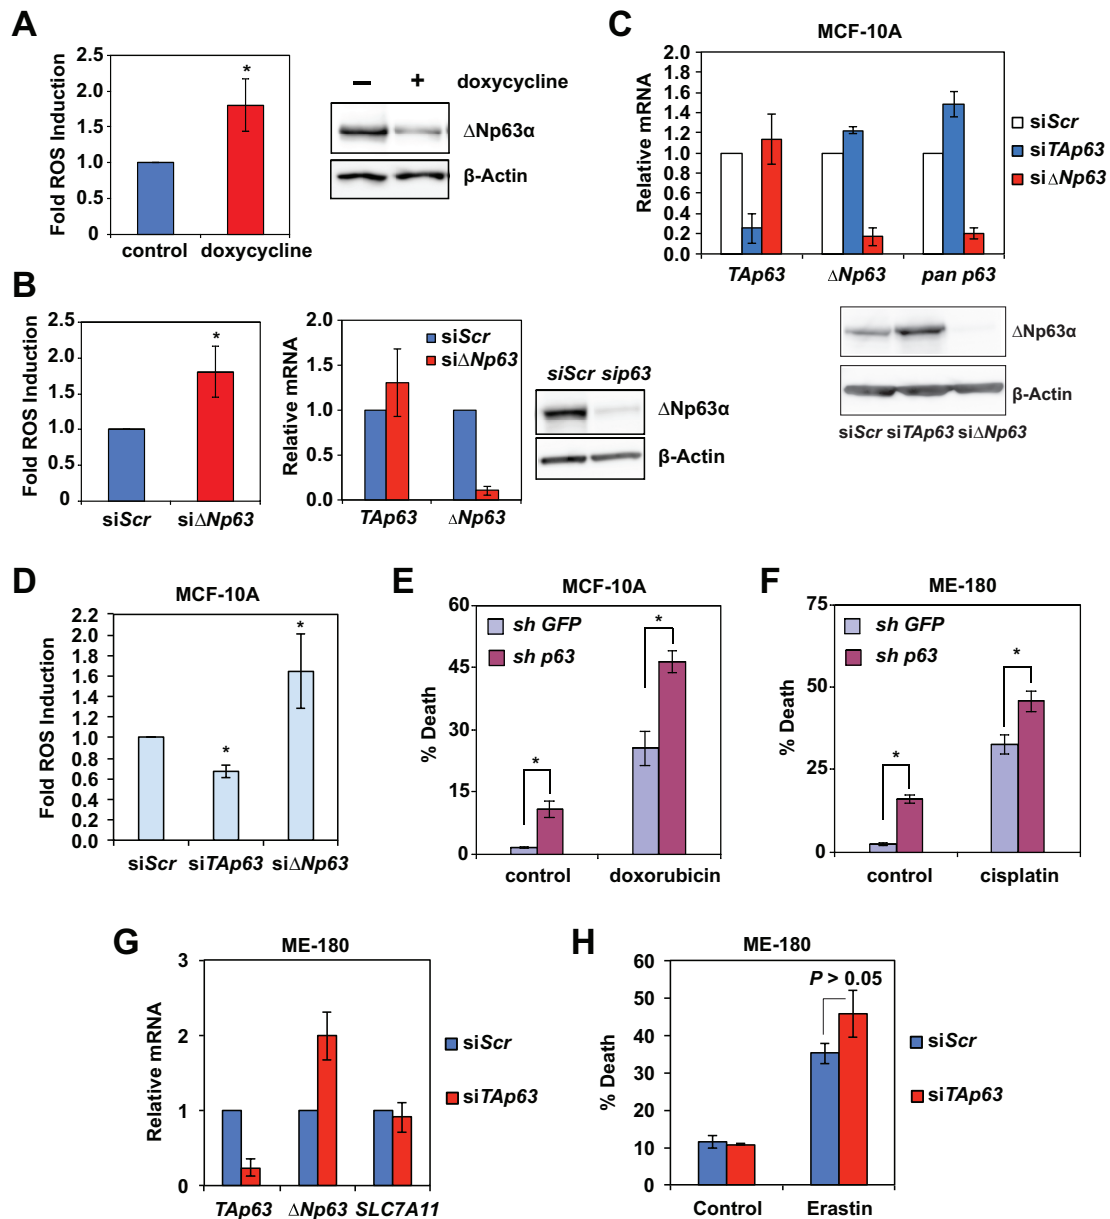 A
Fold ROS Induction
2.5
2.0
1.5
1.0
0.5
0
*
control
doxycycline
− + doxycycline
ΔNp63α
β-Actin
B
Fold ROS Induction
2.5
2.0
1.5
1.0
0.5
0
*
siScr
siΔNp63
Relative mRNA
2.0
1.5
1.0
0.5
0.0
siScr
siΔNp63
TAp63
ΔNp63
siScr sip63
ΔNp63α
β-Actin
C
MCF-10A
Relative mRNA
2.0
1.8
1.6
1.4
1.2
1.0
0.8
0.6
0.4
0.2
0.0
siScr
siTAp63
siΔNp63
TAp63
ΔNp63
pan p63
ΔNp63α
β-Actin
siScr siTAp63 siΔNp63
D
MCF-10A
Fold ROS Induction
2.2
2.0
1.8
1.6
1.4
1.2
1.0
0.8
0.6
0.4
0.2
0.0
*
*
siScr siTAp63 siΔNp63
E
MCF-10A
% Death
60
45
30
15
0
sh GFP
sh p63
*
*
control
doxorubicin
F
ME-180
% Death
75
50
25
0
sh GFP
sh p63
*
*
control
cisplatin
G
ME-180
Relative mRNA
3
2
1
0
siScr
siTAp63
TAp63 ΔNp63 SLC7A11
H
ME-180
% Death
60
50
40
30
20
10
0
P > 0.05
siScr
siTAp63
Control
Erastin